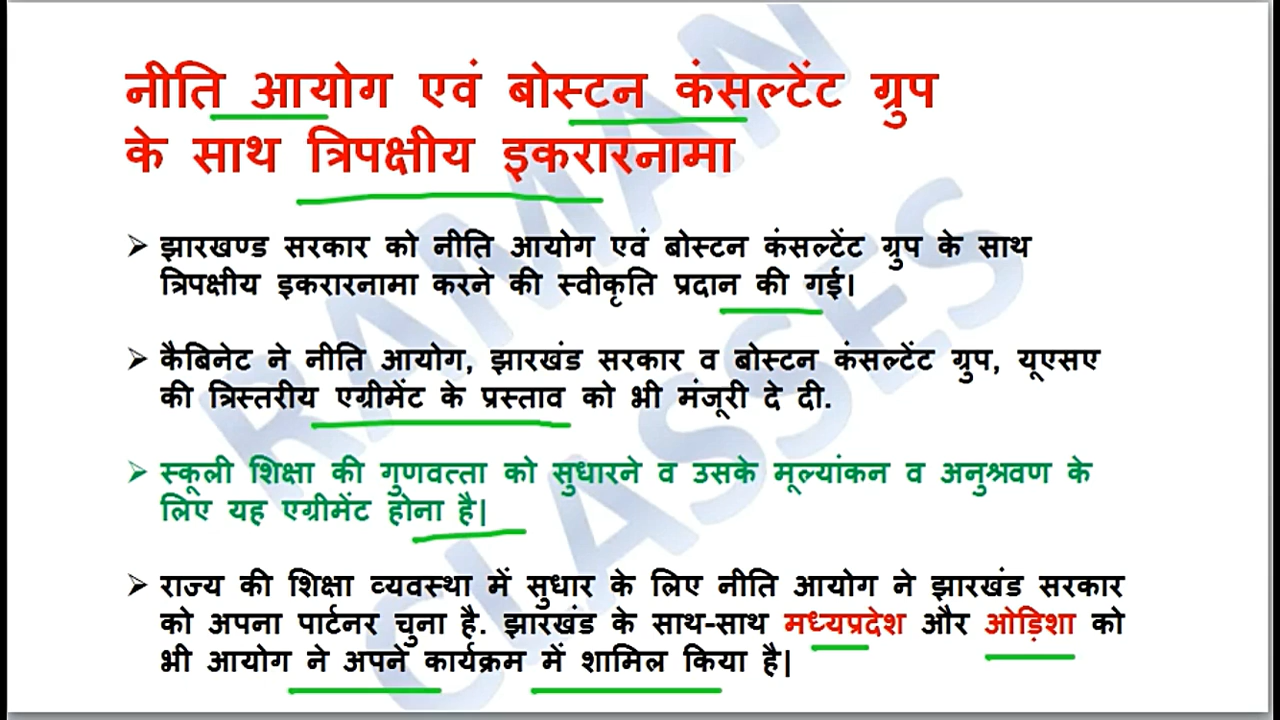 नीति आयोग एवं बोस्टन कंसल्टेंट ग्रुप
के साथ त्रिपक्षीय इकरारनामा
➢ झारखण्ड सरकार को नीति आयोग एवं बोस्टन कंसल्टेंट ग्रुप के साथ
त्रिपक्षीय इकरारनामा करने की स्वीकृति प्रदान की गई।
➢ कैबिनेट ने नीति आयोग, झारखंड सरकार व बोस्टन कंसल्टेंट ग्रुप, यूएसए
की त्रिस्तरीय एग्रीमेंट के प्रस्ताव को भी मंजूरी दे दी.
➢ स्कूली शिक्षा की गुणवत्ता को सुधारने व उसके मूल्यांकन व अनुश्रवण के
लिए यह एग्रीमेंट होना है|
➢ राज्य की शिक्षा व्यवस्था में सुधार के लिए नीति आयोग ने झारखंड सरकार
को अपना पार्टनर चुना है. झारखंड के साथ-साथ मध्यप्रदेश और ओड़िशा को
भी आयोग ने अपने कार्यक्रम में शामिल किया है|
RAMAN
CLASSES